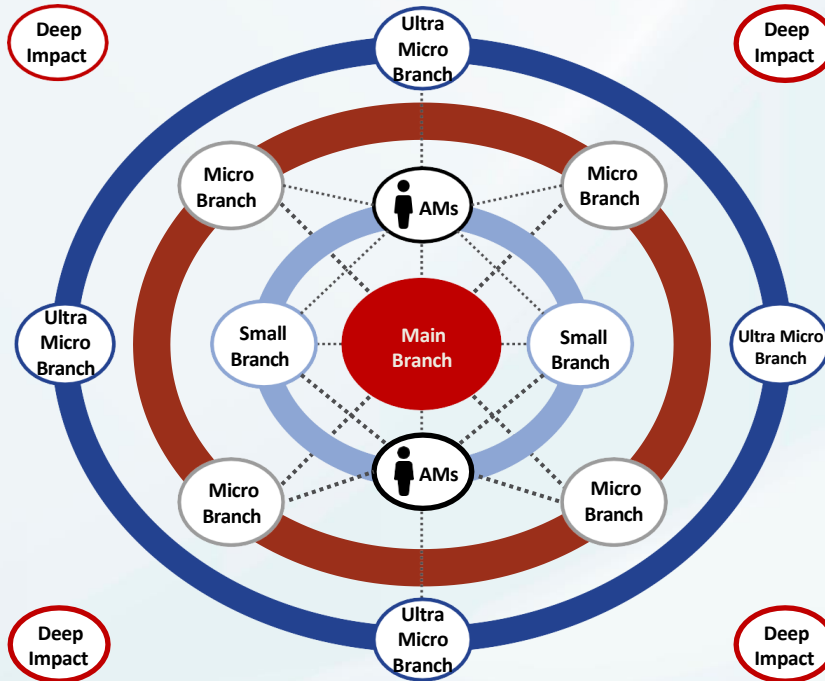 Deep
Impact
Ultra
Micro
Branch
Deep
Impact
Micro
Branch
Micro
Branch
AMs
Ultra
Micro
Branch
Small
Branch
Main
Branch
Small
Branch
Ultra Micro
Branch
AMs
Micro
Branch
Micro
Branch
Deep
Impact
Ultra
Micro
Branch
Deep
Impact